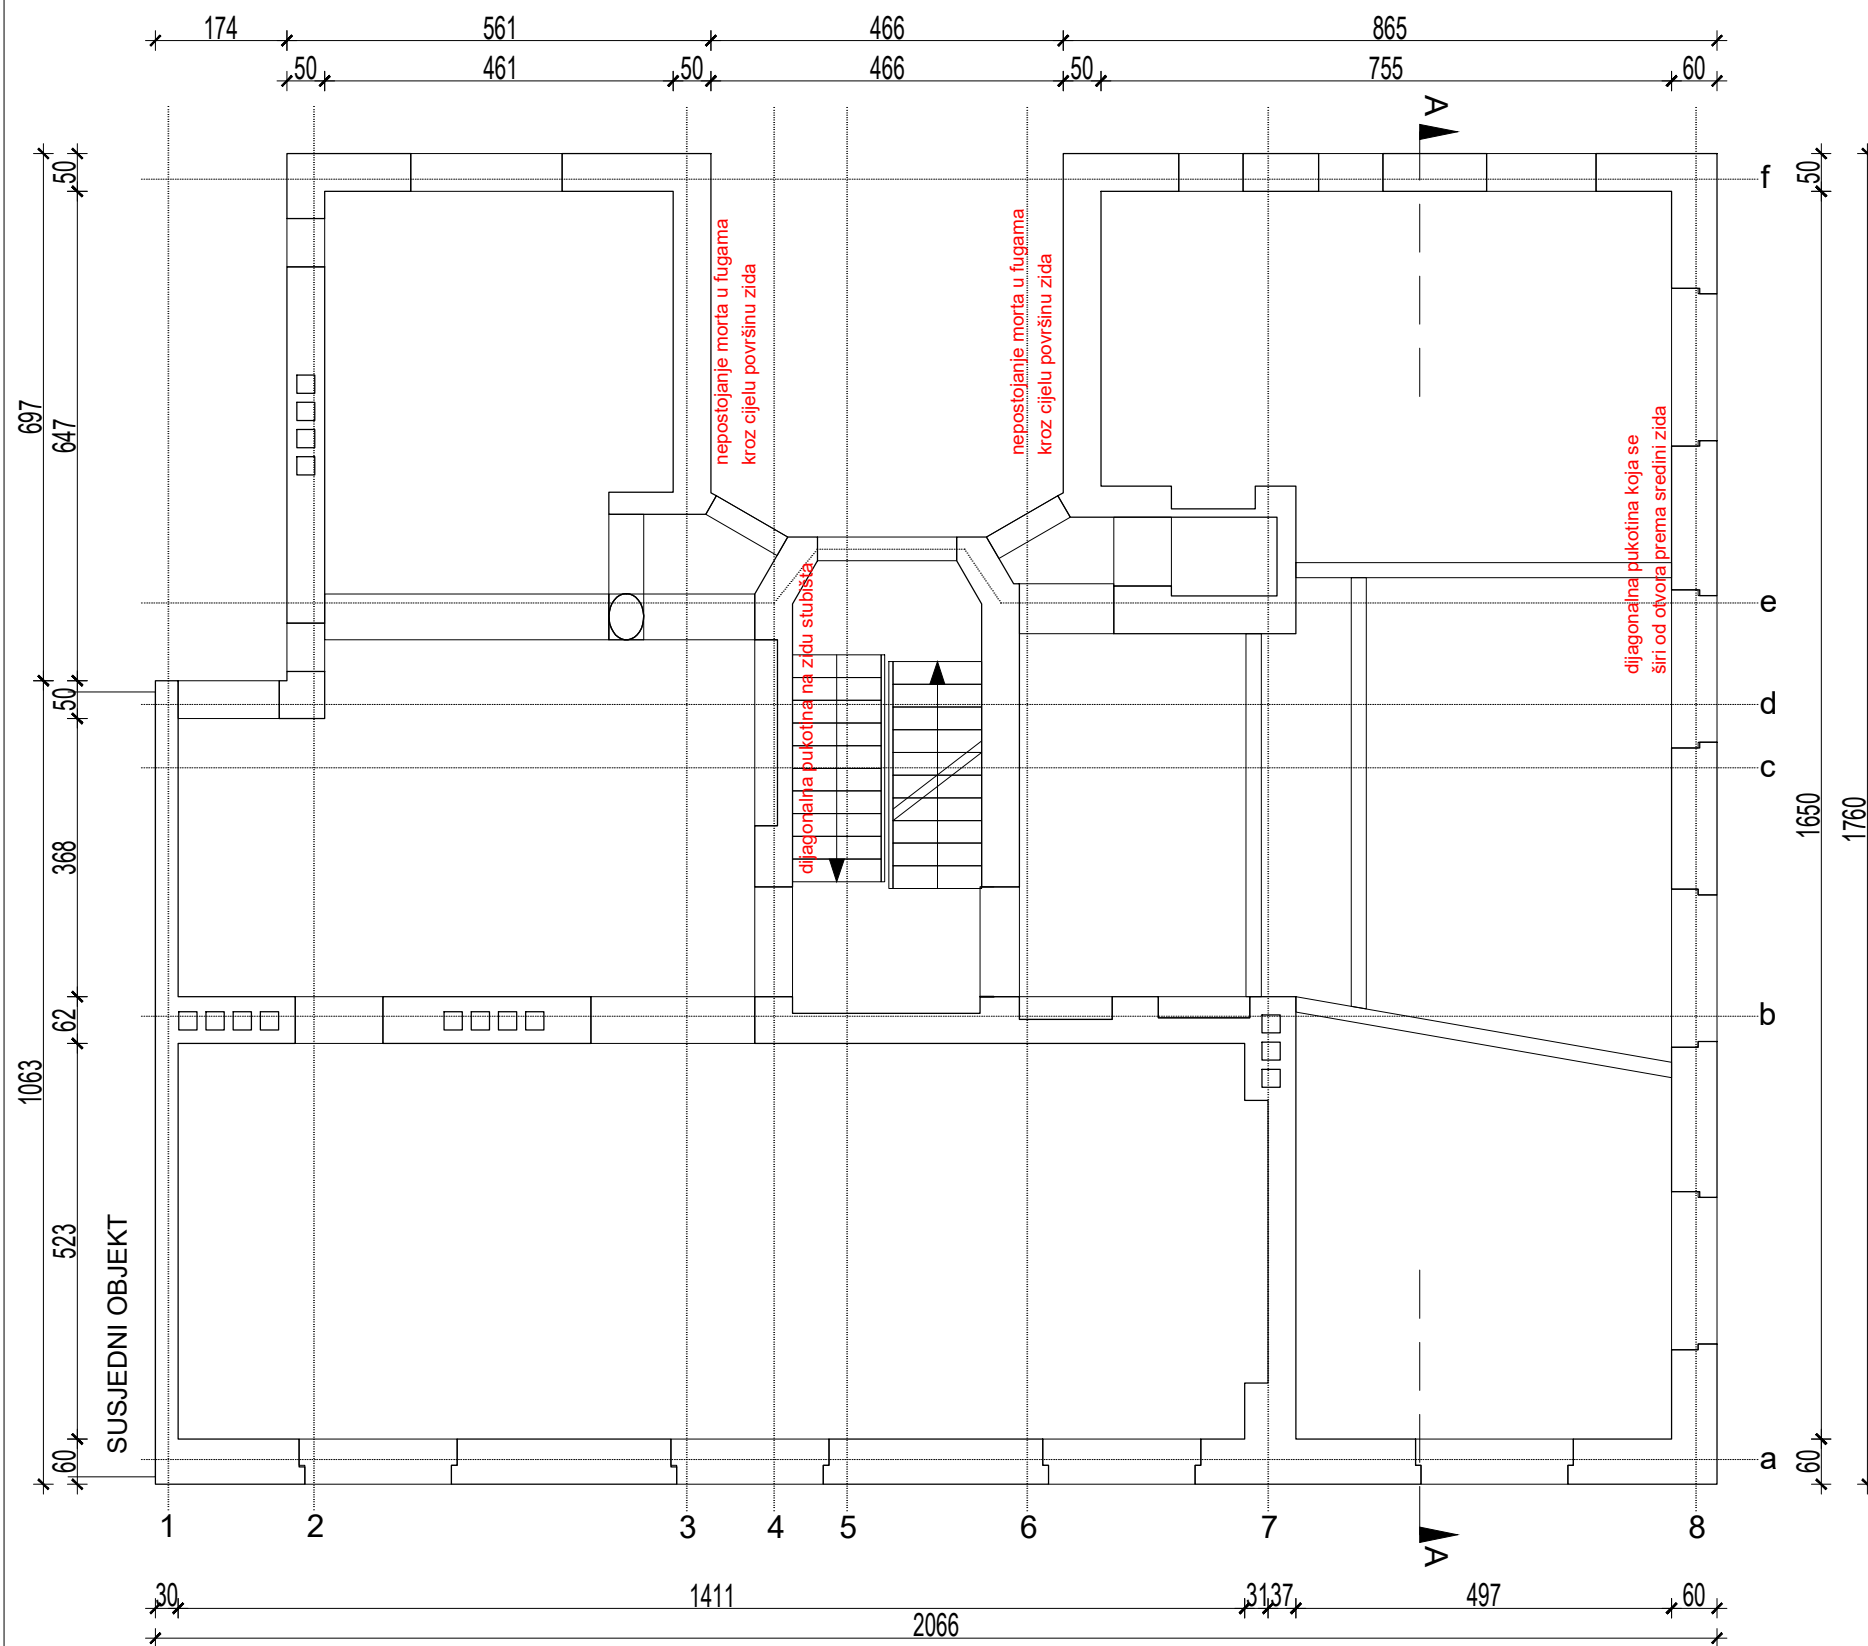 174
561
466
865
50
461
50
466
50
755
60
A
50
f
50
nepostojanje morta u fugama
kroz cijelu površinu zida
nepostojanje morta u fugama
kroz cijelu površinu zida
697
647
dijagonalna pukotina koja se
širi od otvora prema sredini zida
dijagonalna pukotina na zidu stubišta
e
50
d
c
368
1650
1760
62
b
1063
523
SUSJEDNI OBJEKT
60
a
60
1
2
3
4
5
6
7
8
A
30
1411
31
37
497
60
2066